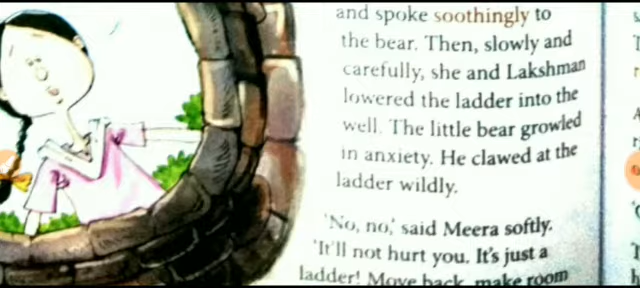 and spoke soothingly to
the bear. Then, slowly and
carefully, she and Lakshman
lowered the ladder into the
well. The little bear growled
in anxiety. He clawed at the
ladder wildly.
'No, no,' said Meera softly.
'It'll not hurt you. It's just a
ladder! Move back, make room